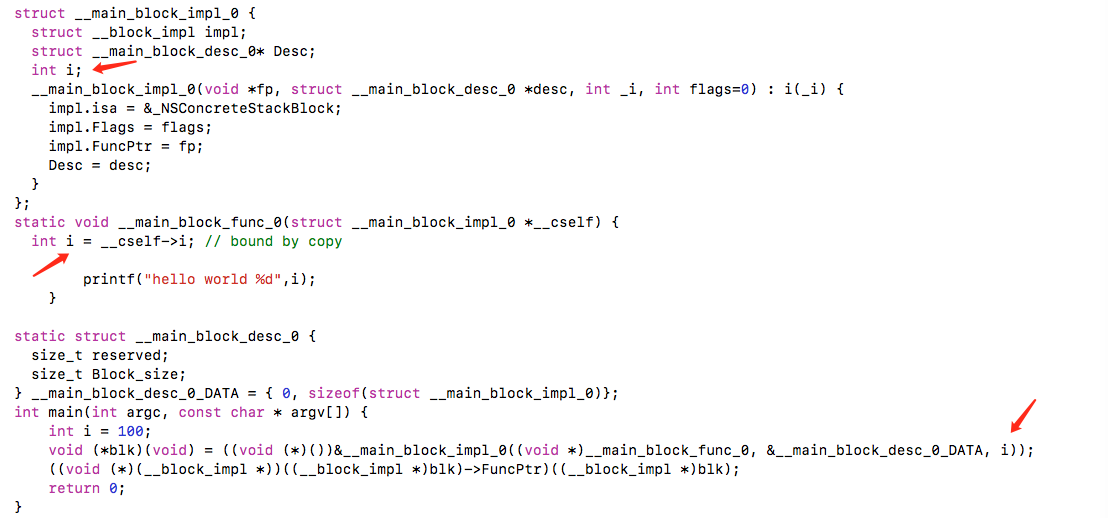 struct __main_block_impl_0 {
  struct __block_impl impl;
  struct __main_block_desc_0* Desc;
  int i;
  __main_block_impl_0(void *fp, struct __main_block_desc_0 *desc, int _i, int flags=0) : i(_i) {
    impl.isa = &_NSConcreteStackBlock;
    impl.Flags = flags;
    impl.FuncPtr = fp;
    Desc = desc;
  }
};
static void __main_block_func_0(struct __main_block_impl_0 *__cself) {
  int i = __cself->i; // bound by copy
        printf("hello world %d",i);
    }
static struct __main_block_desc_0 {
  size_t reserved;
  size_t Block_size;
} __main_block_desc_0_DATA = { 0, sizeof(struct __main_block_impl_0)};
int main(int argc, const char * argv[]) {
    int i = 100;
    void (*blk)(void) = ((void (*)())&__main_block_impl_0((void *)__main_block_func_0, &__main_block_desc_0_DATA, i));
    ((void (*)(__block_impl *))((__block_impl *)blk)->FuncPtr)((__block_impl *)blk);
    return 0;
}